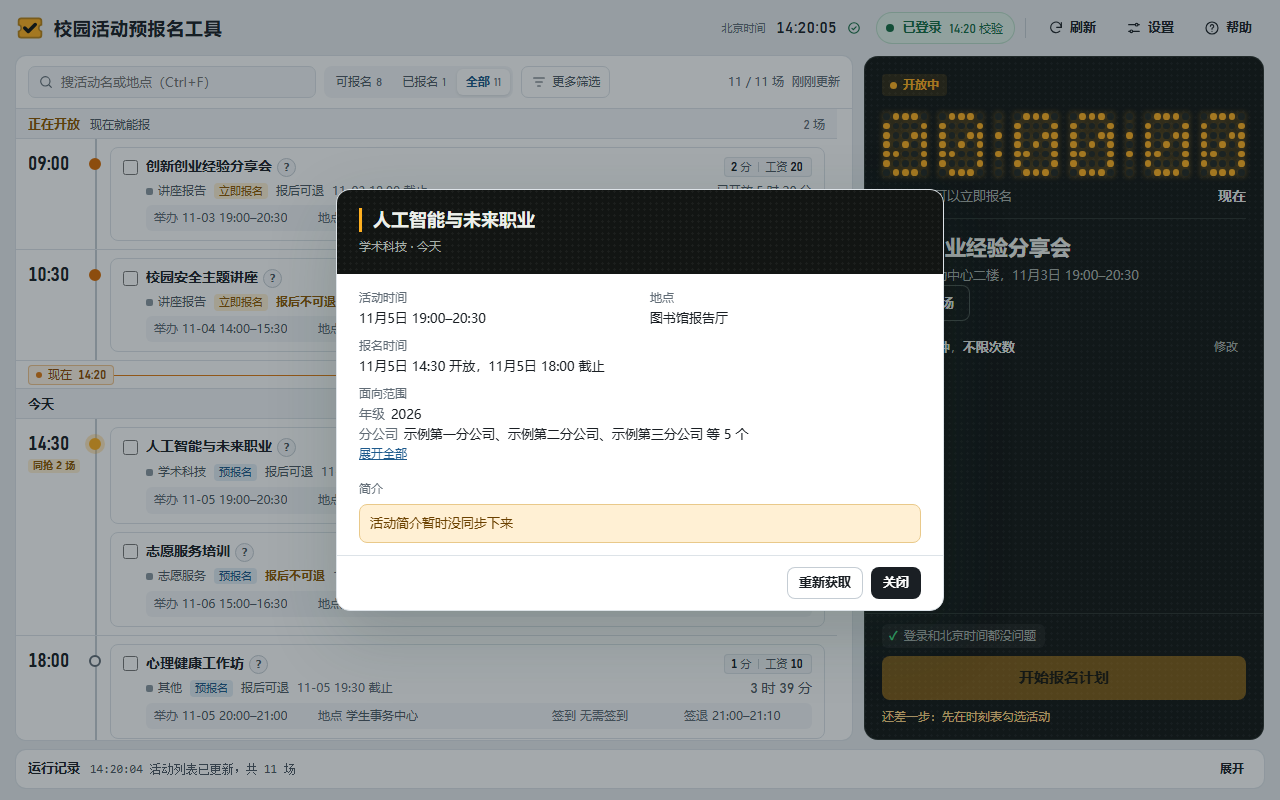 校园活动预报名工具
北京时间 14:20:05 已登录 14:20 校验 刷新 设置 帮助
搜活动名或地点（Ctrl+F） 可报名 8 已报名 1 全部 11 更多筛选 11 / 11 场 刚刚更新
正在开放 现在就能报 2 场
09:00 创新创业经验分享会 ? 2 分 工资 20
讲座报告 立即报名 报后可退
举办 11-03 19:00–20:30
10:30 校园安全主题讲座 ?
讲座报告 立即报名 报后不可退
举办 11-04 14:00–15:30
现在 14:20
今天
14:30 人工智能与未来职业 ?
同抢 2 场 学术科技 预报名 报后可退 11
举办 11-05 19:00–20:30
志愿服务培训 ?
志愿服务 预报名 报后不可退
举办 11-06 15:00–16:30
18:00 心理健康工作坊 ? 1 分 工资 10
其他 预报名 报后可退 11-05 19:30 截止 3 时 39 分
举办 11-05 20:00–21:00 地点 学生事务中心 签到 无需签到 签退 21:00–21:10
人工智能与未来职业
学术科技 · 今天
活动时间 地点
11月5日 19:00–20:30 图书馆报告厅
报名时间
11月5日 14:30 开放，11月5日 18:00 截止
面向范围
年级 2026
分公司 示例第一分公司、示例第二分公司、示例第三分公司 等 5 个
展开全部
简介
活动简介暂时没同步下来
重新获取 关闭
开放中
00:00:00
可以立即报名 现在
业经验分享会
中心二楼，11月3日 19:00–20:30
场
不限次数 修改
✓ 登录和北京时间都没问题
开始报名计划
还差一步：先在时刻表勾选活动
运行记录 14:20:04 活动列表已更新，共 11 场 展开